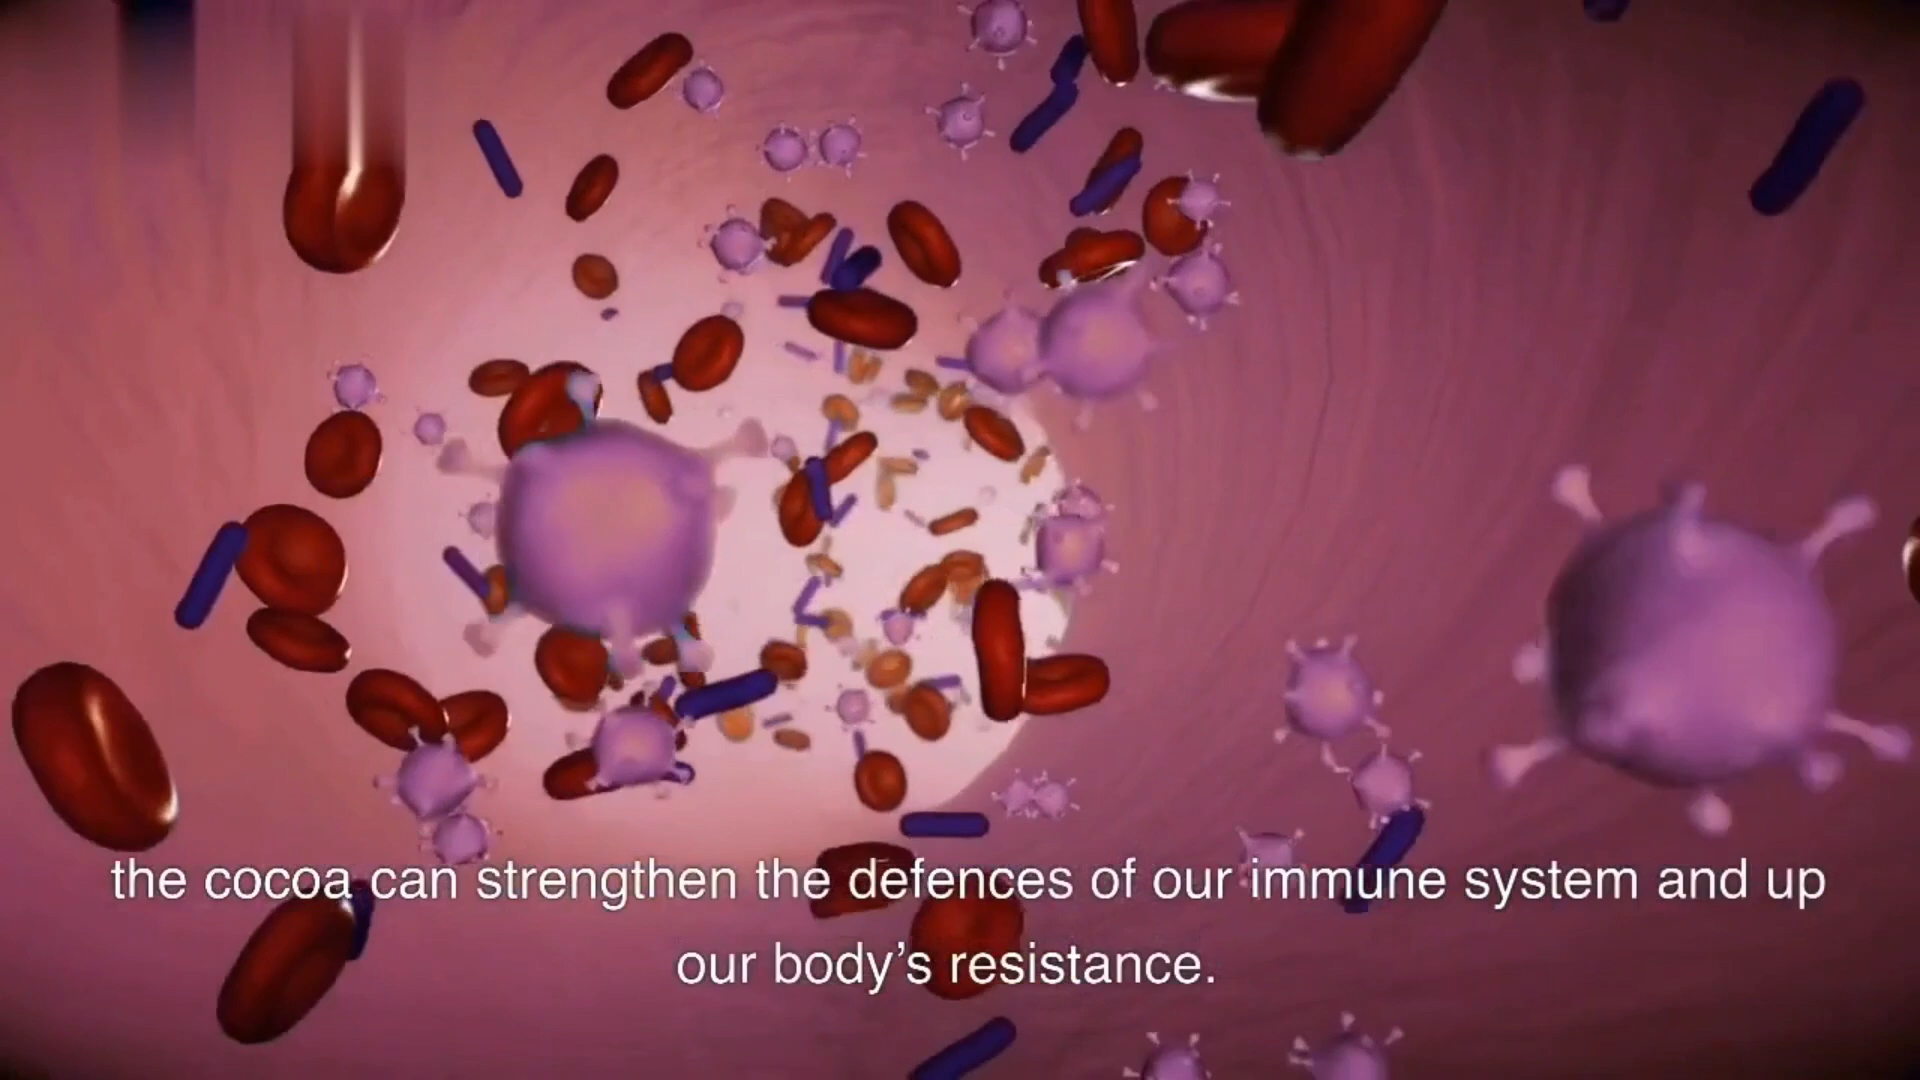 the cocoa can strengthen the defences of our immune system and up
our body’s resistance.